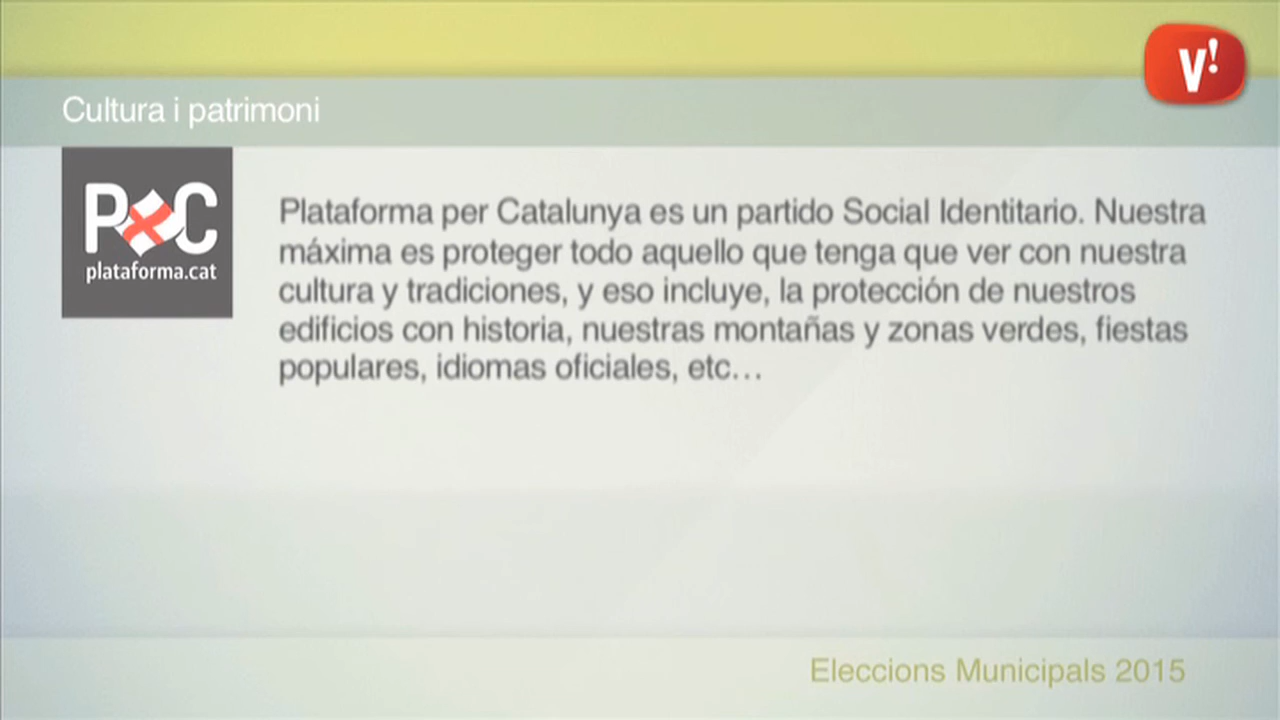 V!
Cultura i patrimoni
PxC
plataforma.cat
Plataforma per Catalunya es un partido Social Identitario. Nuestra
máxima es proteger todo aquello que tenga que ver con nuestra
cultura y tradiciones, y eso incluye, la protección de nuestros
edificios con historia, nuestras montañas y zonas verdes, fiestas
populares, idiomas oficiales, etc…
Eleccions Municipals 2015